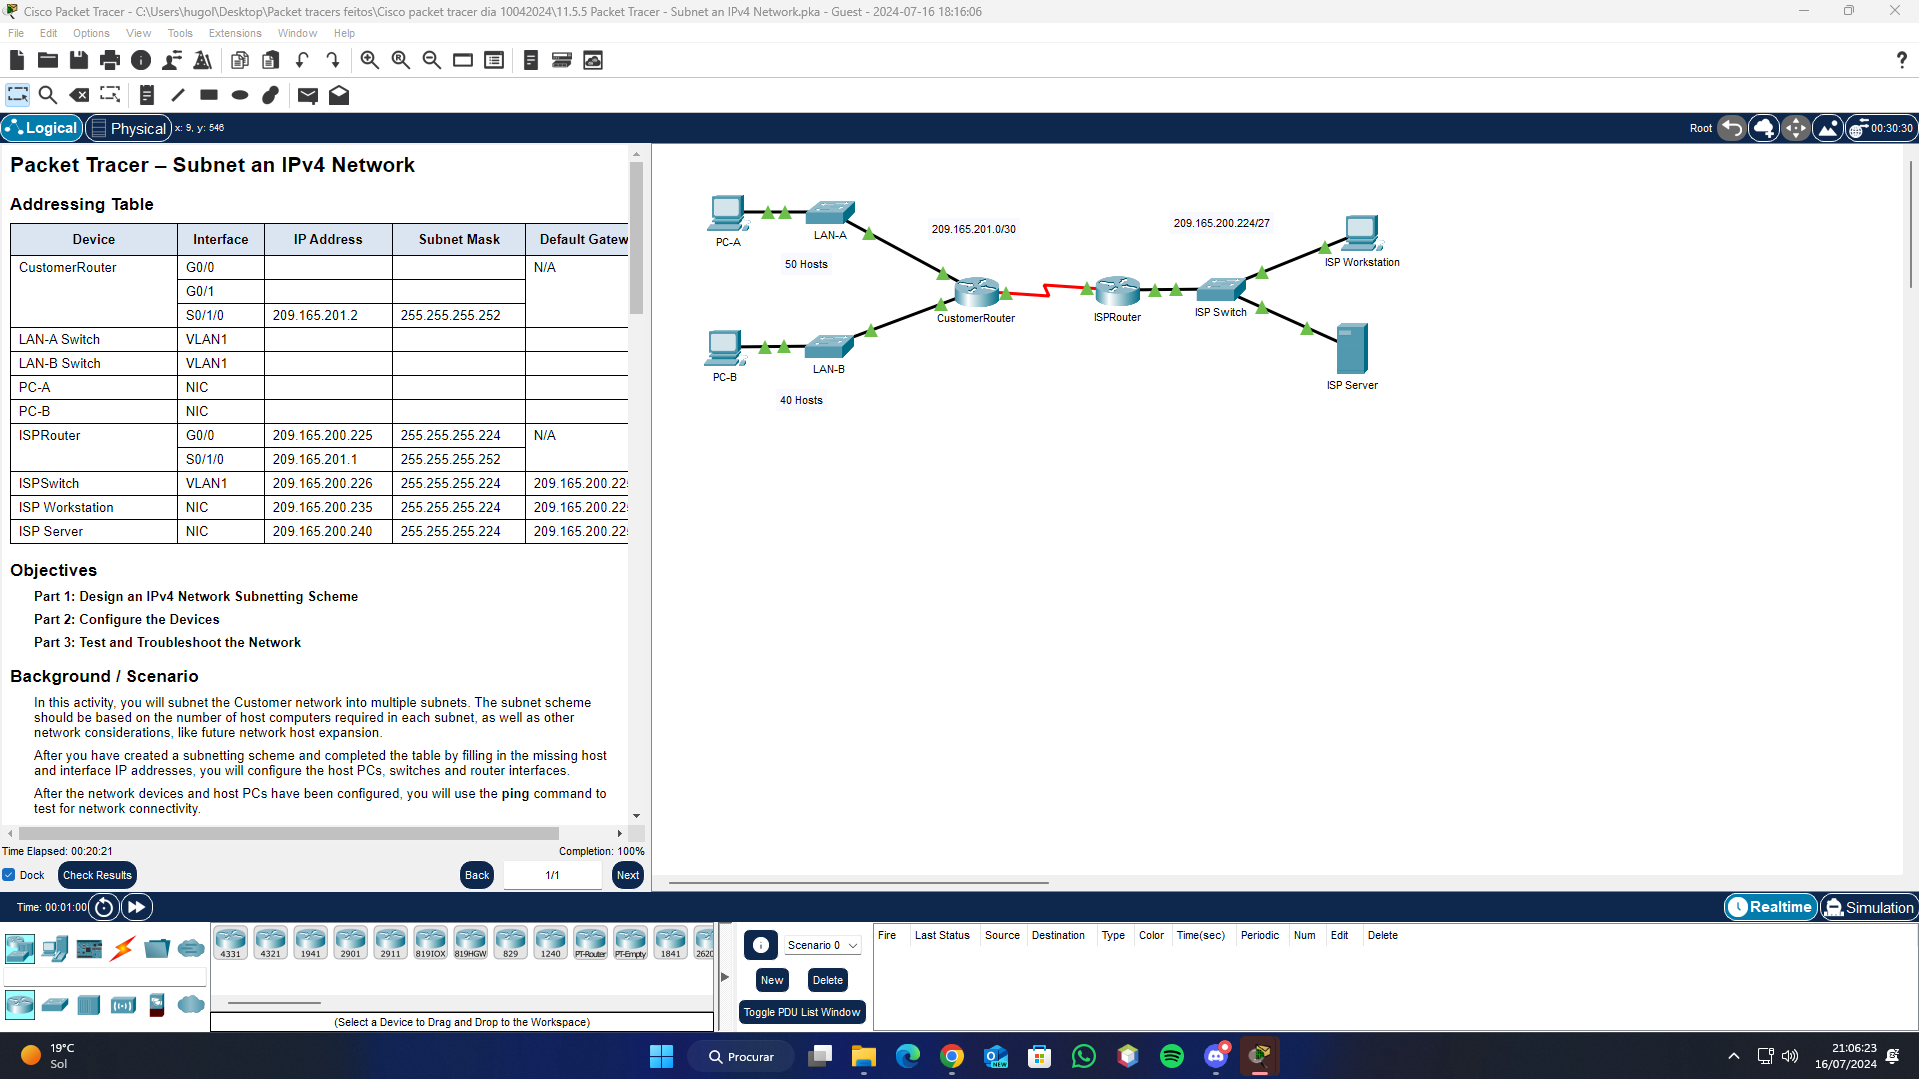 Cisco Packet Tracer - C:\Users\hugol\Desktop\Packet tracers feitos\Cisco packet tracer dia 10042024\11.5.5 Packet Tracer - Subnet an IPv4 Network.pka - Guest - 2024-07-16 18:16:06
File Edit Options View Tools Extensions Window Help
Logical Physical x: 9, y: 546 Root 00:30:30
Packet Tracer – Subnet an IPv4 Network
Addressing Table
Device Interface IP Address Subnet Mask Default Gatew
CustomerRouter G0/0 N/A
G0/1
S0/1/0 209.165.201.2 255.255.255.252
LAN-A Switch VLAN1
LAN-B Switch VLAN1
PC-A NIC
PC-B NIC
ISPRouter G0/0 209.165.200.225 255.255.255.224 N/A
S0/1/0 209.165.201.1 255.255.255.252
ISPSwitch VLAN1 209.165.200.226 255.255.255.224 209.165.200.225
ISP Workstation NIC 209.165.200.235 255.255.255.224 209.165.200.225
ISP Server NIC 209.165.200.240 255.255.255.224 209.165.200.225
Objectives
Part 1: Design an IPv4 Network Subnetting Scheme
Part 2: Configure the Devices
Part 3: Test and Troubleshoot the Network
Background / Scenario
In this activity, you will subnet the Customer network into multiple subnets. The subnet scheme
should be based on the number of host computers required in each subnet, as well as other
network considerations, like future network host expansion.
After you have created a subnetting scheme and completed the table by filling in the missing host
and interface IP addresses, you will configure the host PCs, switches and router interfaces.
After the network devices and host PCs have been configured, you will use the ping command to
test for network connectivity.
Time Elapsed: 00:20:21 Completion: 100%
Dock Check Results Back 1/1 Next
PC-A
LAN-A
50 Hosts
209.165.201.0/30
209.165.200.224/27
ISP Workstation
CustomerRouter
ISPRouter
ISP Switch
PC-B
LAN-B
40 Hosts
ISP Server
Time: 00:01:00 Realtime Simulation
4331 4321 1941 2901 2911 819IOX 819HGW 829 1240 PT-Router PT-Empty 1841 2620
(Select a Device to Drag and Drop to the Workspace)
Scenario 0
New Delete
Toggle PDU List Window
Fire Last Status Source Destination Type Color Time(sec) Periodic Num Edit Delete
19°C
Sol
Procurar
NEW
21:06:23
16/07/2024